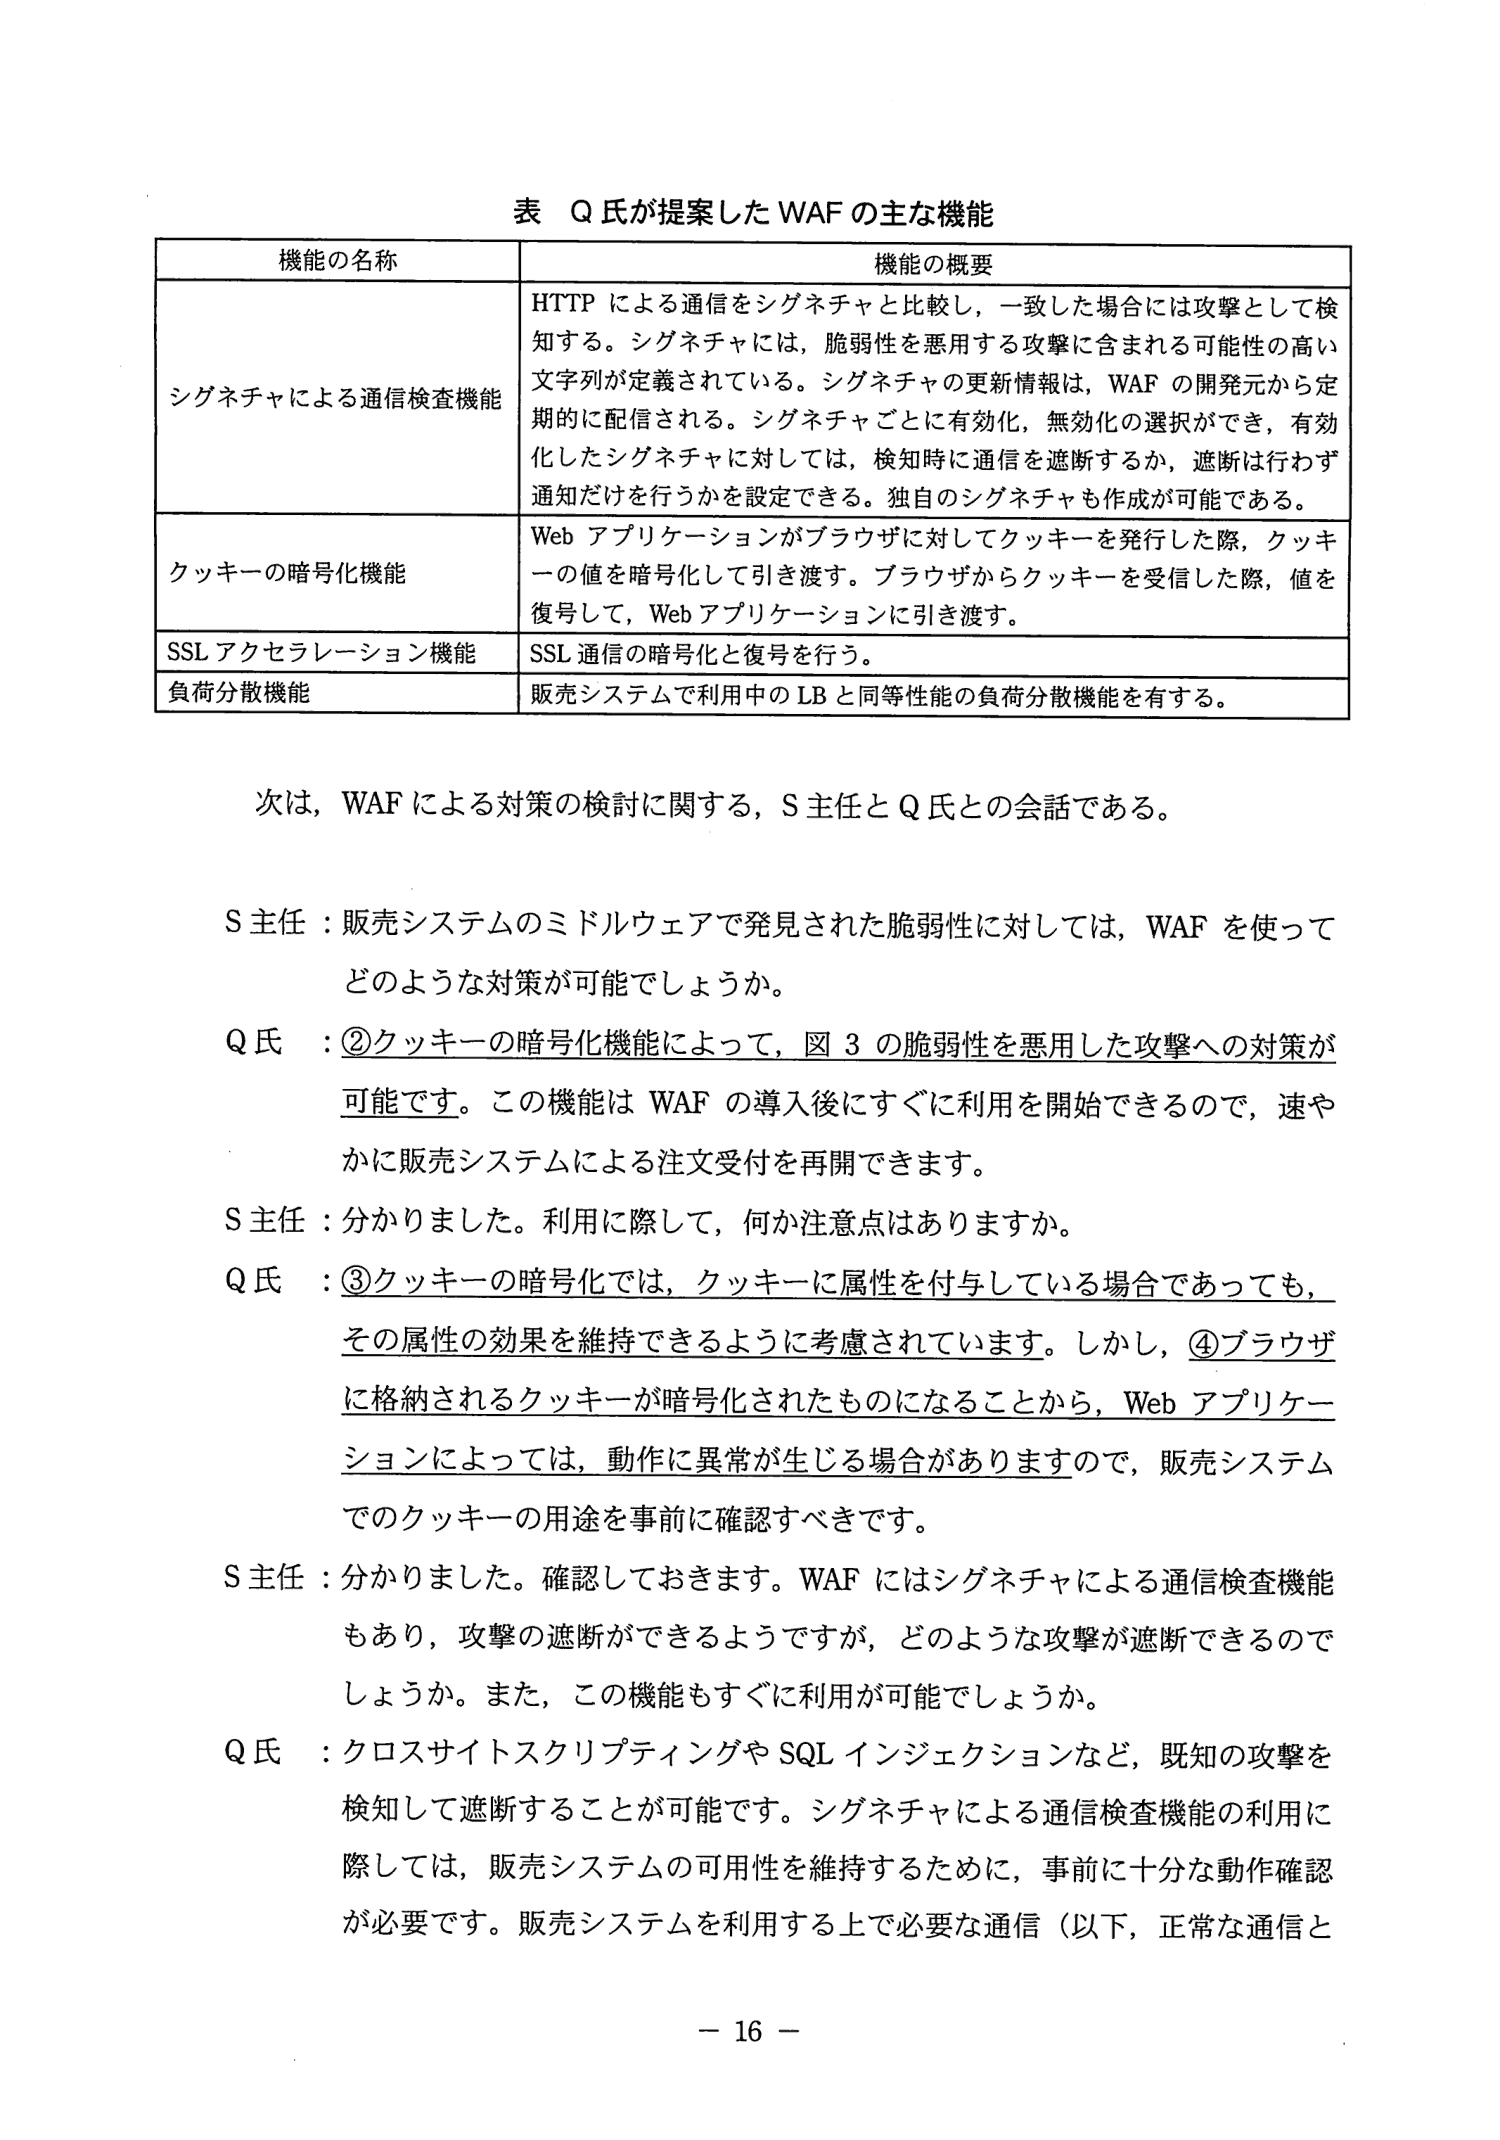 表　Q 氏が提案した WAF の主な機能
機能の名称
機能の概要
シグネチャによる通信検査機能
HTTP による通信をシグネチャと比較し，一致した場合には攻撃として検
知する。シグネチャには，脆弱性を悪用する攻撃に含まれる可能性の高い
文字列が定義されている。シグネチャの更新情報は，WAF の開発元から定
期的に配信される。シグネチャごとに有効化，無効化の選択ができ，有効
化したシグネチャに対しては，検知時に通信を遮断するか，遮断は行わず
通知だけを行うかを設定できる。独自のシグネチャも作成が可能である。
クッキーの暗号化機能
Web アプリケーションがブラウザに対してクッキーを発行した際，クッキ
ーの値を暗号化して引き渡す。ブラウザからクッキーを受信した際，値を
復号して，Web アプリケーションに引き渡す。
SSL アクセラレーション機能
SSL 通信の暗号化と復号を行う。
負荷分散機能
販売システムで利用中の LB と同等性能の負荷分散機能を有する。
次は，WAF による対策の検討に関する，S 主任と Q 氏との会話である。
S 主任 ：販売システムのミドルウェアで発見された脆弱性に対しては，WAF を使って
どのような対策が可能でしょうか。
Q 氏　：②クッキーの暗号化機能によって，図 3 の脆弱性を悪用した攻撃への対策が
可能です。この機能は WAF の導入後にすぐに利用を開始できるので，速や
かに販売システムによる注文受付を再開できます。
S 主任 ：分かりました。利用に際して，何か注意点はありますか。
Q 氏　：③クッキーの暗号化では，クッキーに属性を付与している場合であっても，
その属性の効果を維持できるように考慮されています。しかし，④ブラウザ
に格納されるクッキーが暗号化されたものになることから，Web アプリケー
ションによっては，動作に異常が生じる場合がありますので，販売システム
でのクッキーの用途を事前に確認すべきです。
S 主任 ：分かりました。確認しておきます。WAF にはシグネチャによる通信検査機能
もあり，攻撃の遮断ができるようですが，どのような攻撃が遮断できるので
しょうか。また，この機能もすぐに利用が可能でしょうか。
Q 氏　：クロスサイトスクリプティングや SQL インジェクションなど，既知の攻撃を
検知して遮断することが可能です。シグネチャによる通信検査機能の利用に
際しては，販売システムの可用性を維持するために，事前に十分な動作確認
が必要です。販売システムを利用する上で必要な通信（以下，正常な通信と
－ 16 －